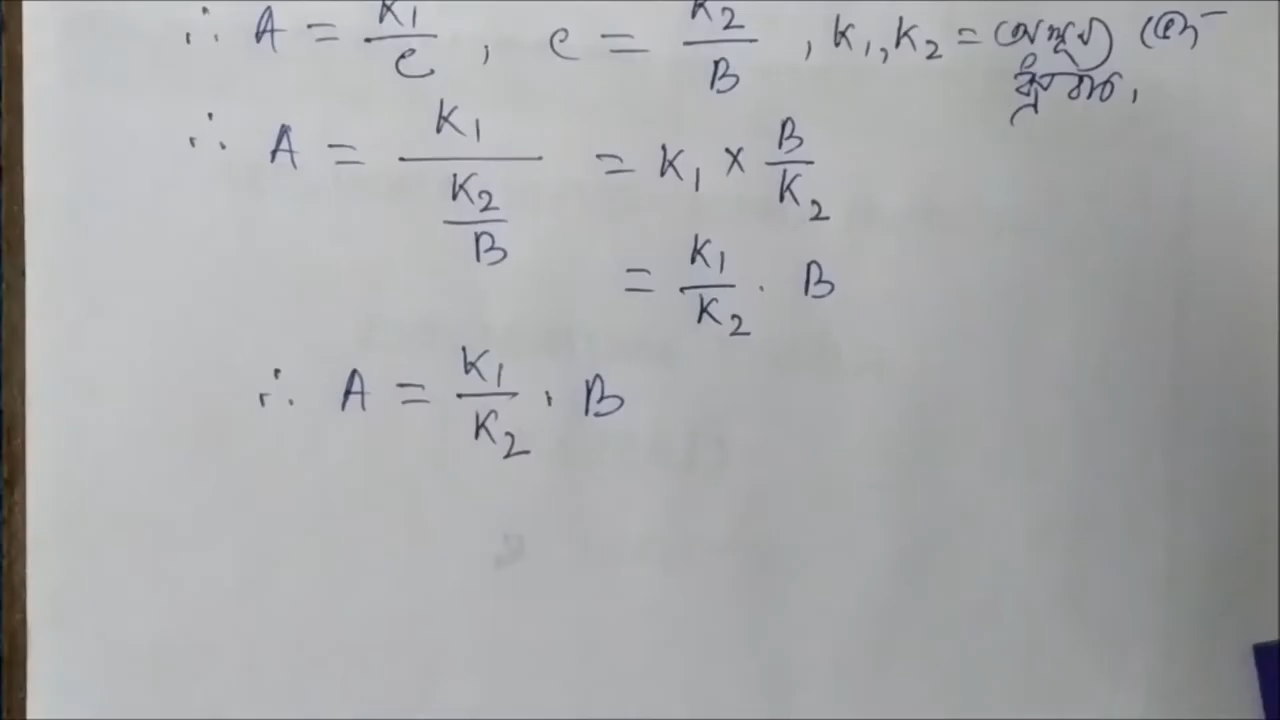 ∴ A = K₁/C , C = K₂/B , K₁, K₂ = অশূন্য ভেদ
ধ্রুবক,
∴ A = K₁/(K₂/B) = K₁ × B/K₂
= K₁/K₂ . B
∴ A = K₁/K₂ . B